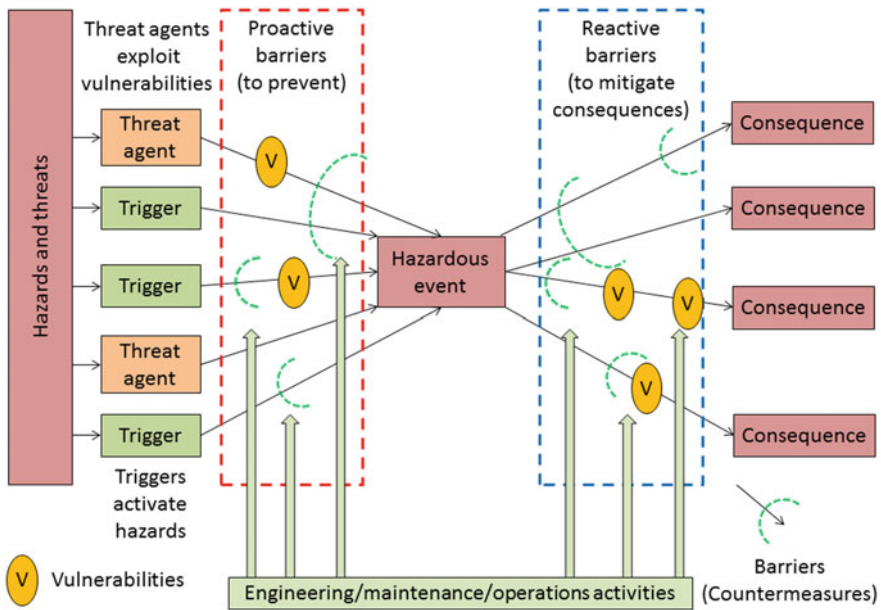 Hazards and threats
Threat agents
exploit
vulnerabilities
Threat
agent
Trigger
Trigger
Threat
agent
Trigger
Triggers
activate
hazards
Proactive
barriers
(to prevent)
V
V
Hazardous
event
Reactive
barriers
(to mitigate
consequences)
V
V
V
Consequence
Consequence
Consequence
Consequence
Barriers
(Countermeasures)
V
Vulnerabilities
Engineering/maintenance/operations activities